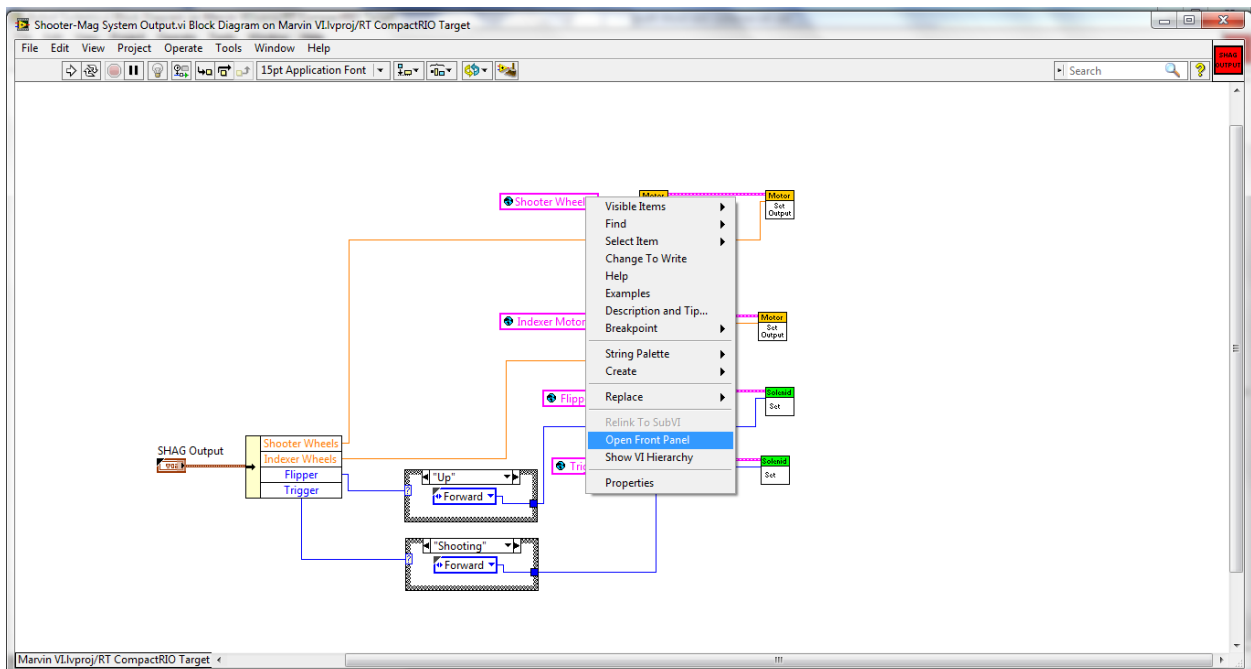 Shooter-Mag System Output.vi Block Diagram on Marvin VI.lvproj/RT CompactRIO Target
File Edit View Project Operate Tools Window Help
15pt Application Font
Search
SHAG
OUTPUT
Shooter Wheel
Motor
Motor
Set
Output
Visible Items
Find
Select Item
Change To Write
Help
Examples
Description and Tip...
Breakpoint
String Palette
Create
Replace
Relink To SubVI
Open Front Panel
Show VI Hierarchy
Properties
Indexer Motor
Motor
Set
Output
Flipp
Solenid
Set
Tri
Solenid
Set
SHAG Output
Shooter Wheels
Indexer Wheels
Flipper
Trigger
"Up"
Forward
"Shooting"
Forward
Marvin VI.lvproj/RT CompactRIO Target